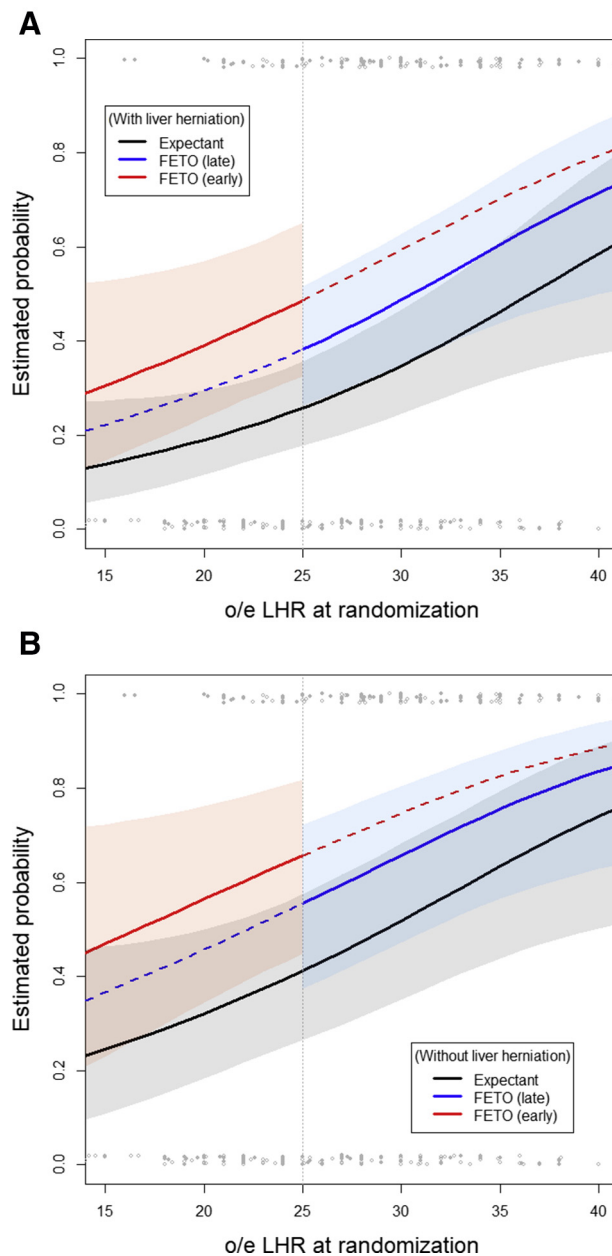 A
Estimated probability
1.0
0.8
0.6
0.4
0.2
0.0
(With liver herniation)
Expectant
FETO (late)
FETO (early)
15 20 25 30 35 40
o/e LHR at randomization
B
Estimated probability
1.0
0.8
0.6
0.4
0.2
0.0
(Without liver herniation)
Expectant
FETO (late)
FETO (early)
15 20 25 30 35 40
o/e LHR at randomization